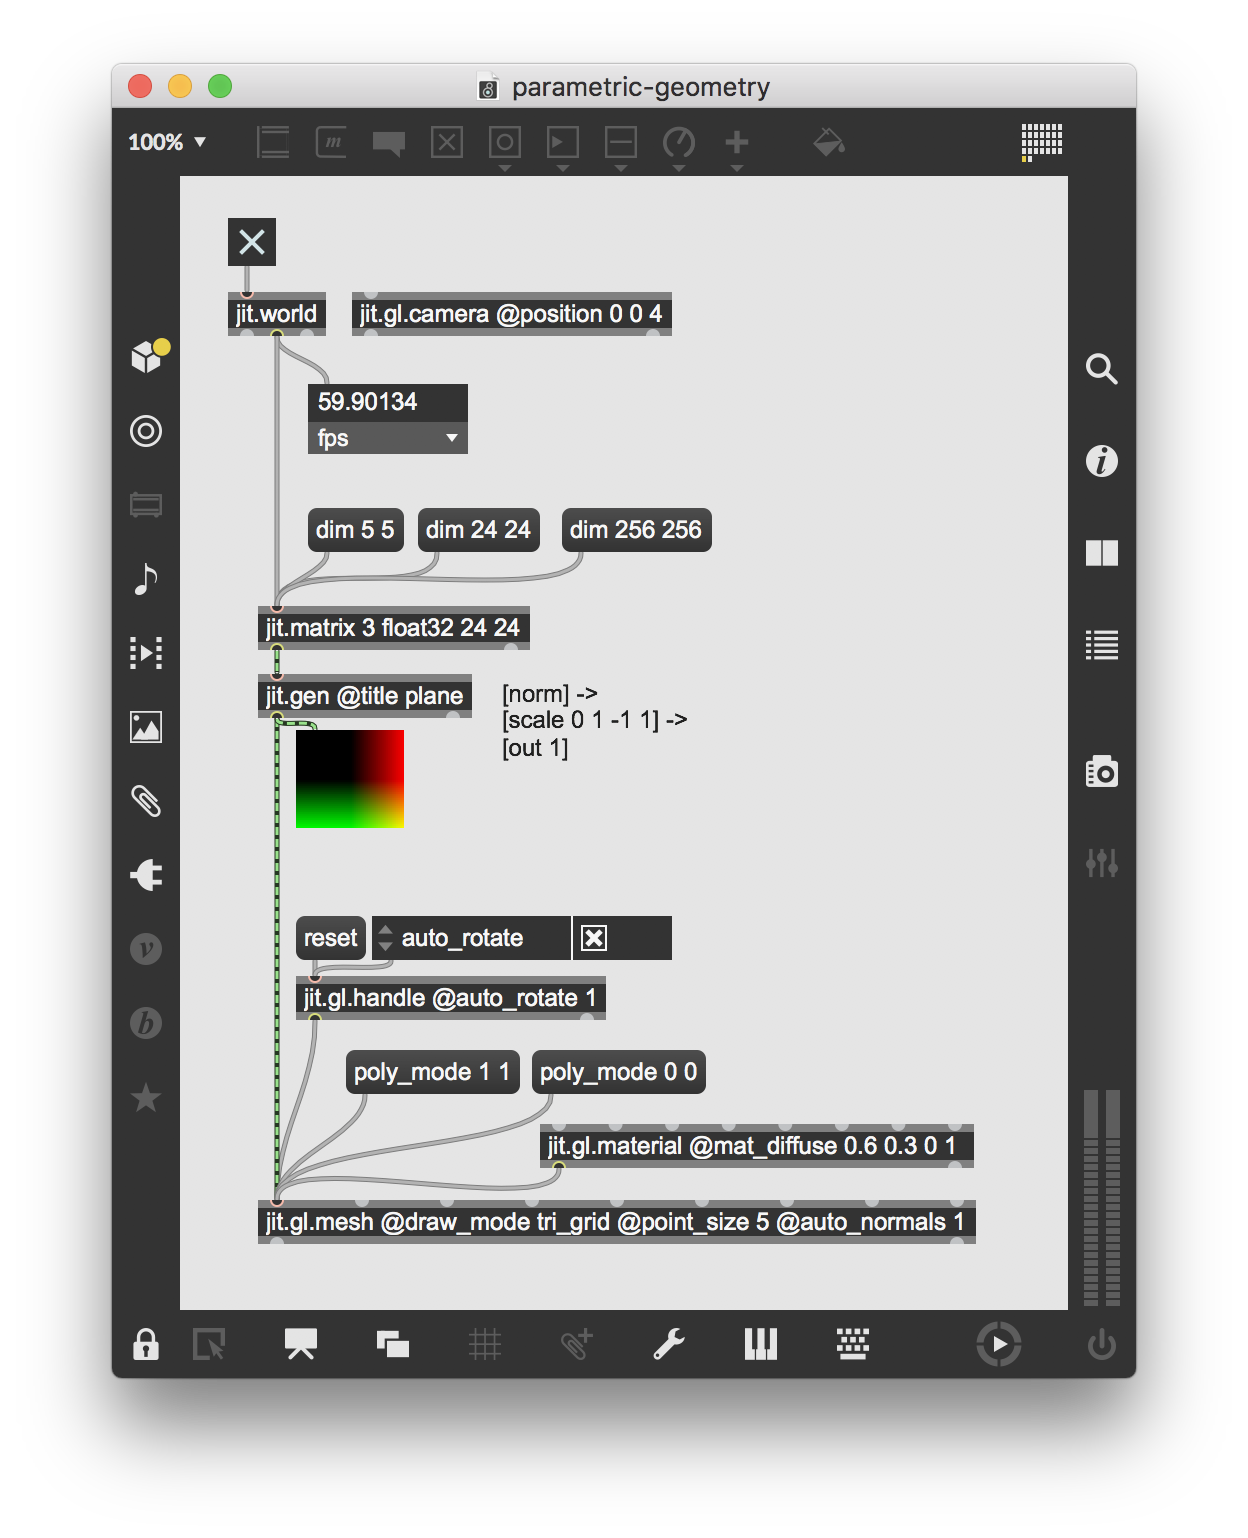 parametric-geometry
100%
m
jit.world
jit.gl.camera @position 0 0 4
59.90134
fps
dim 5 5
dim 24 24
dim 256 256
jit.matrix 3 float32 24 24
jit.gen @title plane
[norm] ->
[scale 0 1 -1 1] ->
[out 1]
reset
auto_rotate
jit.gl.handle @auto_rotate 1
poly_mode 1 1
poly_mode 0 0
jit.gl.material @mat_diffuse 0.6 0.3 0 1
jit.gl.mesh @draw_mode tri_grid @point_size 5 @auto_normals 1
i
v
b